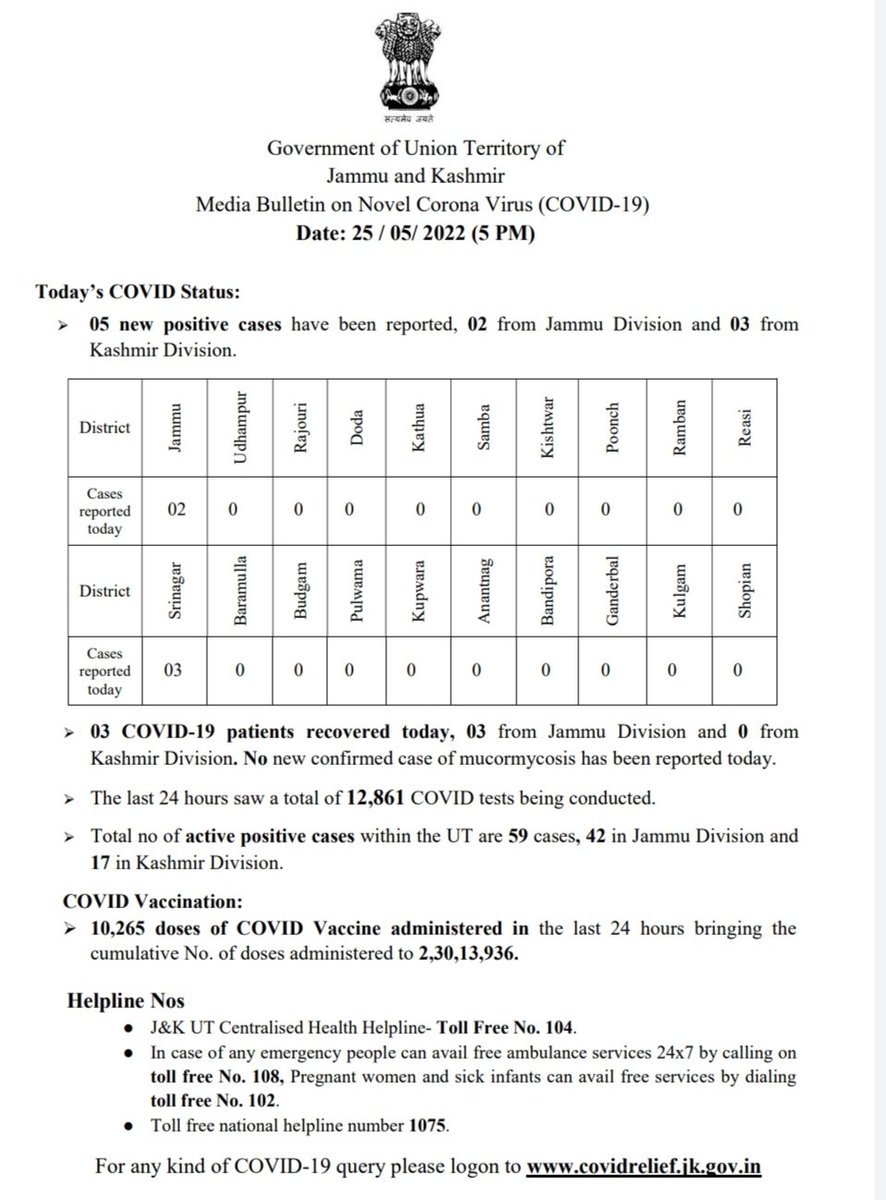 सत्यमेव जयते
Government of Union Territory of
Jammu and Kashmir
Media Bulletin on Novel Corona Virus (COVID-19)
Date: 25 / 05/ 2022 (5 PM)
Today’s COVID Status:
➢ 05 new positive cases have been reported, 02 from Jammu Division and 03 from
Kashmir Division.
District Jammu Udhampur Rajouri Doda Kathua Samba Kishtwar Poonch Ramban Reasi
Cases
reported
today
02 0 0 0 0 0 0 0 0 0
District Srinagar Baramulla Budgam Pulwama Kupwara Anantnag Bandipora Ganderbal Kulgam Shopian
Cases
reported
today
03 0 0 0 0 0 0 0 0 0
➢ 03 COVID-19 patients recovered today, 03 from Jammu Division and 0 from
Kashmir Division. No new confirmed case of mucormycosis has been reported today.
➢ The last 24 hours saw a total of 12,861 COVID tests being conducted.
➢ Total no of active positive cases within the UT are 59 cases, 42 in Jammu Division and
17 in Kashmir Division.
COVID Vaccination:
➢ 10,265 doses of COVID Vaccine administered in the last 24 hours bringing the
cumulative No. of doses administered to 2,30,13,936.
Helpline Nos
● J&K UT Centralised Health Helpline- Toll Free No. 104.
● In case of any emergency people can avail free ambulance services 24x7 by calling on
toll free No. 108, Pregnant women and sick infants can avail free services by dialing
toll free No. 102.
● Toll free national helpline number 1075.
For any kind of COVID-19 query please logon to www.covidrelief.jk.gov.in